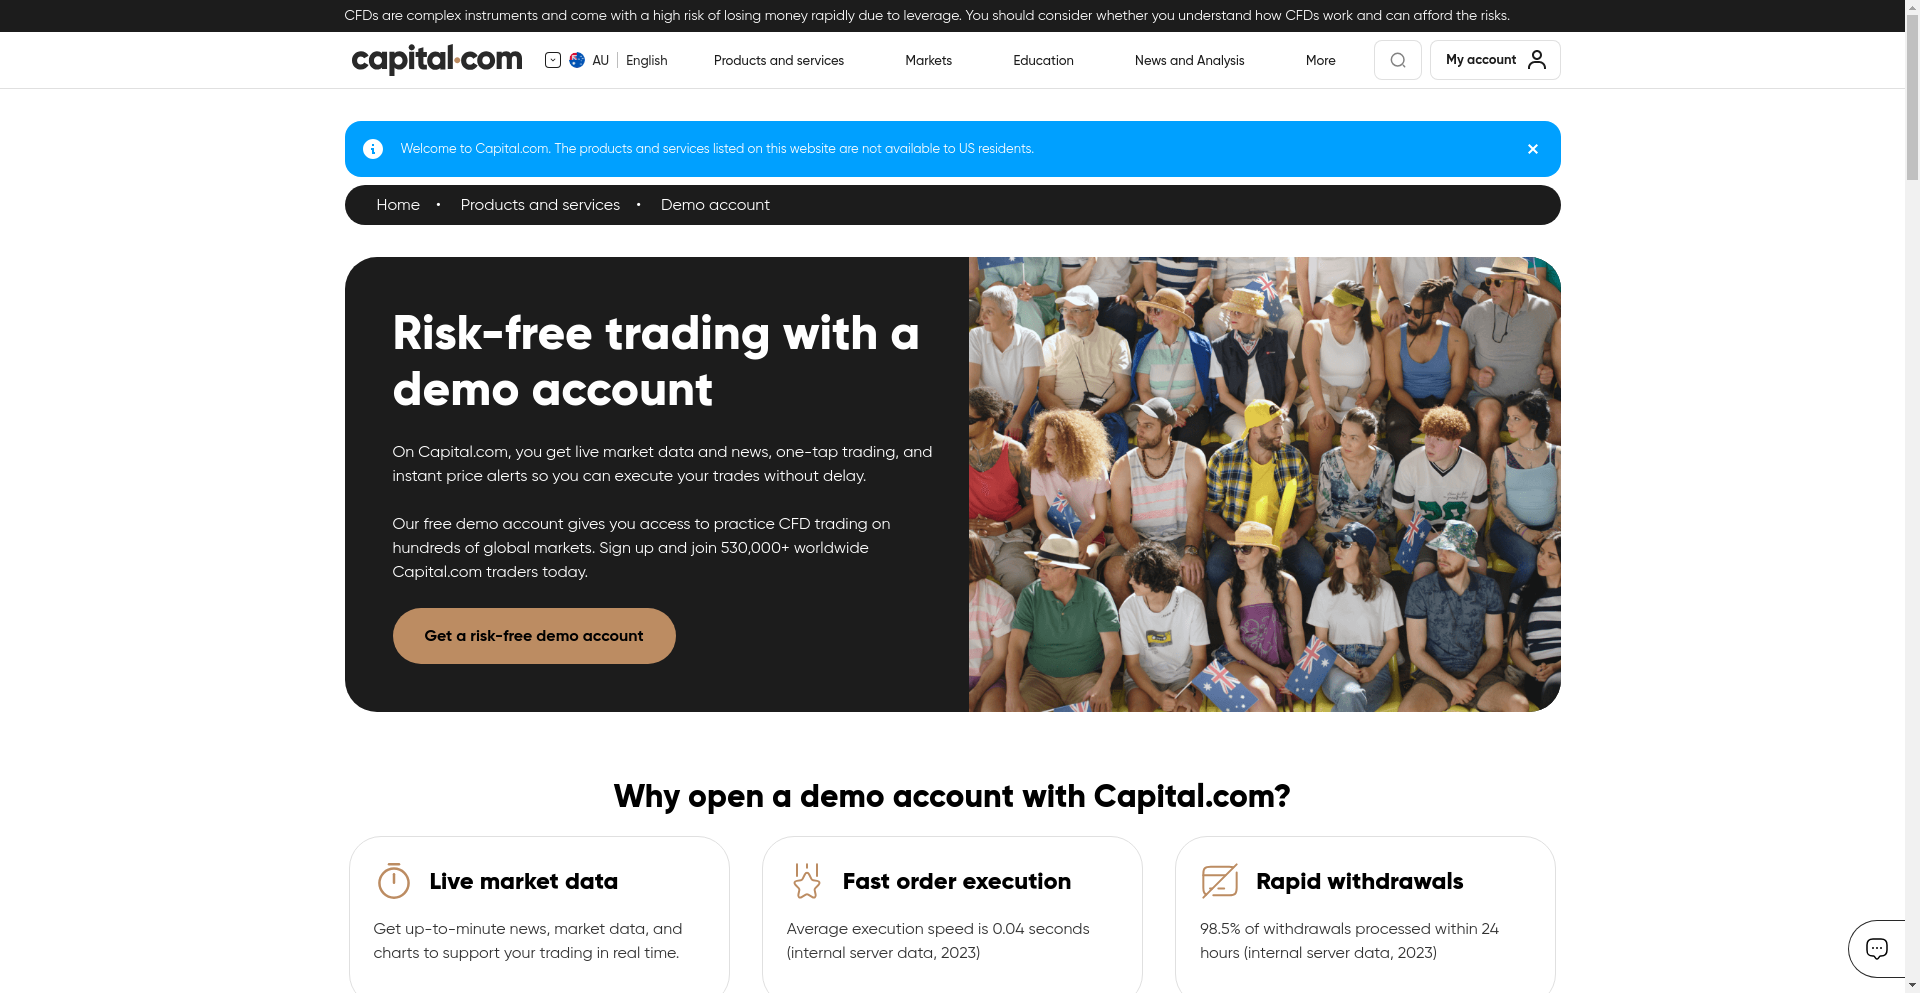 CFDs are complex instruments and come with a high risk of losing money rapidly due to leverage. You should consider whether you understand how CFDs work and can afford the risks.
capital.com
AU | English
Products and services
Markets
Education
News and Analysis
More
My account
Welcome to Capital.com. The products and services listed on this website are not available to US residents.
Home • Products and services • Demo account
Risk-free trading with a
demo account
On Capital.com, you get live market data and news, one-tap trading, and
instant price alerts so you can execute your trades without delay.
Our free demo account gives you access to practice CFD trading on
hundreds of global markets. Sign up and join 530,000+ worldwide
Capital.com traders today.
Get a risk-free demo account
Why open a demo account with Capital.com?
Live market data
Get up-to-minute news, market data, and
charts to support your trading in real time.
Fast order execution
Average execution speed is 0.04 seconds
(internal server data, 2023)
Rapid withdrawals
98.5% of withdrawals processed within 24
hours (internal server data, 2023)